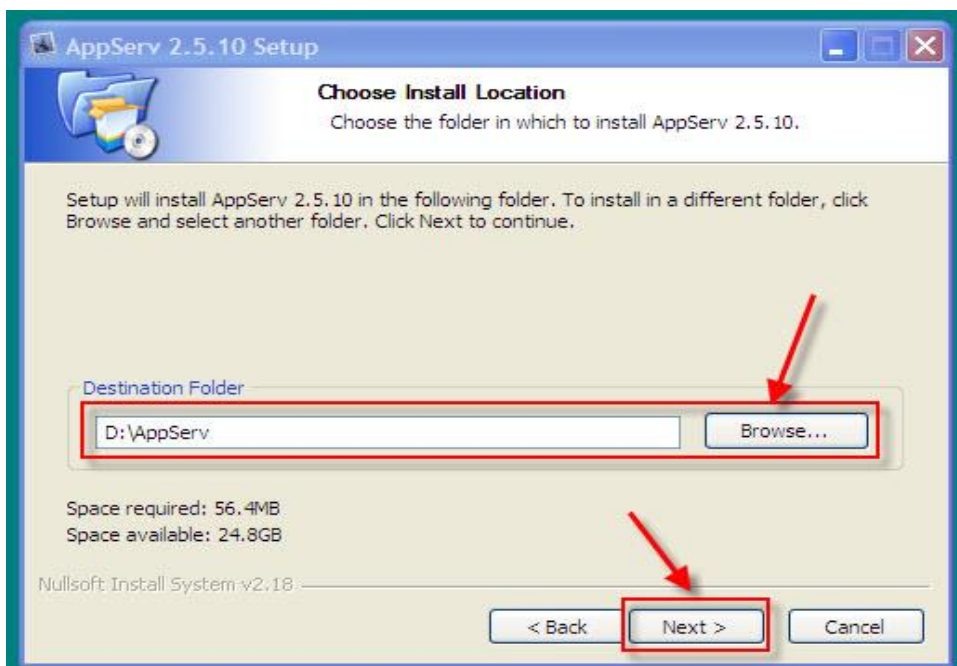 AppServ 2.5.10 Setup
Choose Install Location
Choose the folder in which to install AppServ 2.5.10.
Setup will install AppServ 2.5.10 in the following folder. To install in a different folder, click
Browse and select another folder. Click Next to continue.
Destination Folder
D:\AppServ
Browse...
Space required: 56.4MB
Space available: 24.8GB
Nullsoft Install System v2.18
< Back
Next >
Cancel